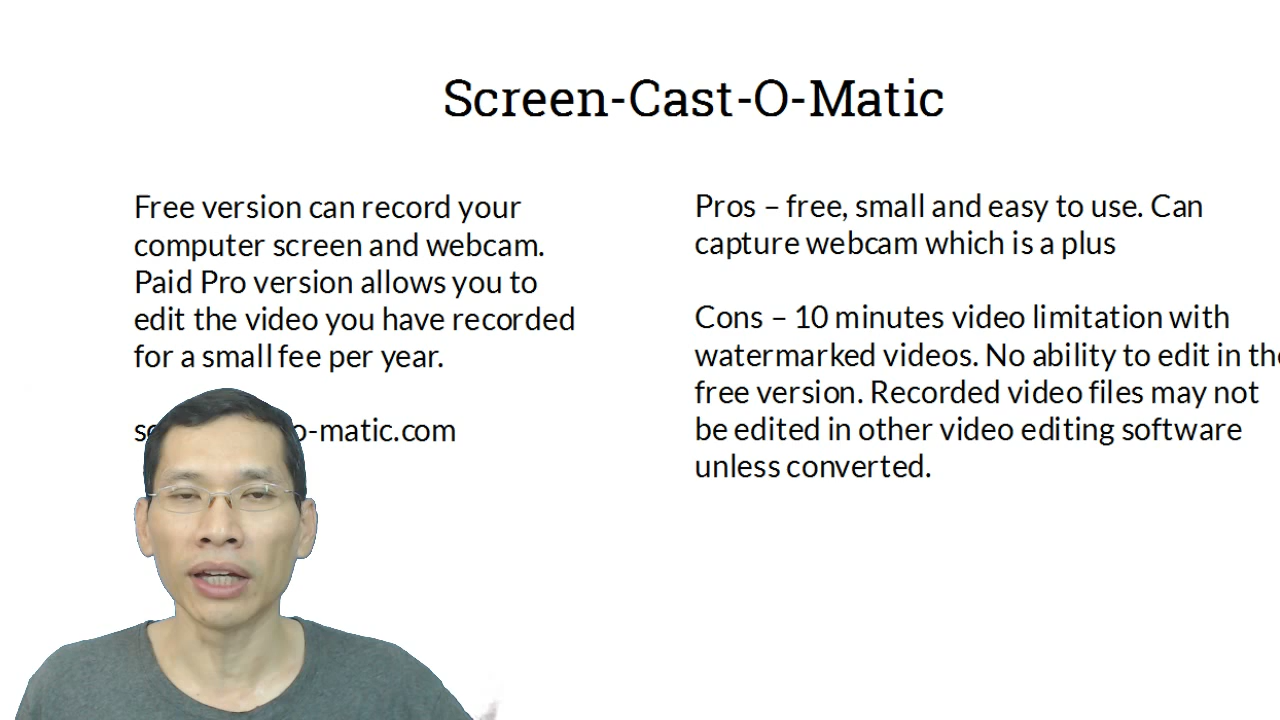 Screen-Cast-O-Matic
Free version can record your
computer screen and webcam.
Paid Pro version allows you to
edit the video you have recorded
for a small fee per year.
o-matic.com
Pros – free, small and easy to use. Can
capture webcam which is a plus
Cons – 10 minutes video limitation with
watermarked videos. No ability to edit in
free version. Recorded video files may not
be edited in other video editing software
unless converted.